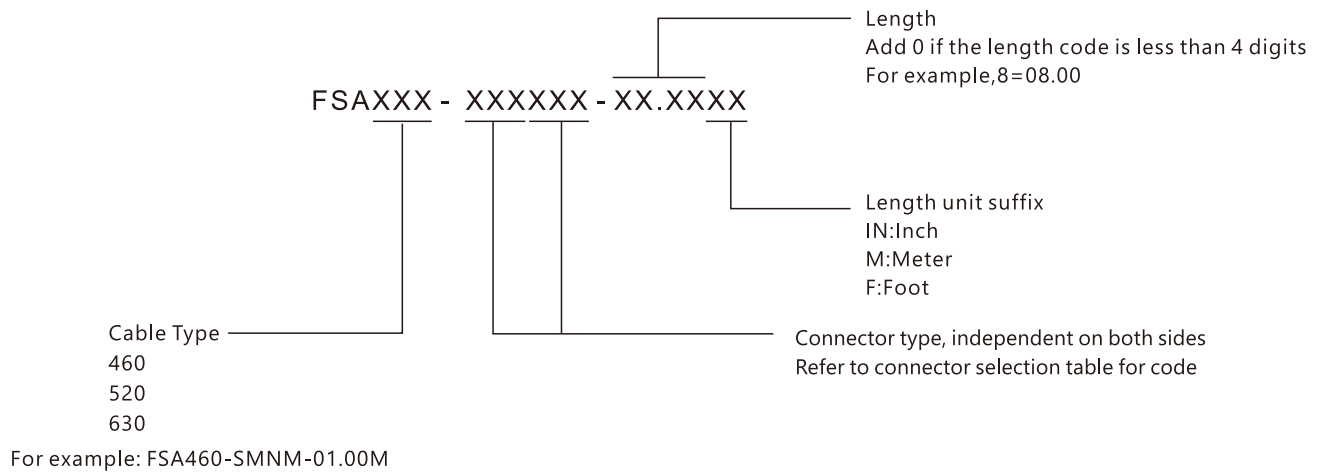 Length
Add 0 if the length code is less than 4 digits
For example,8=08.00
FSAXXX - XXXXXX - XX.XXXX
Length unit suffix
IN:Inch
M:Meter
F:Foot
Cable Type
460
520
630
Connector type, independent on both sides
Refer to connector selection table for code
For example: FSA460-SMNM-01.00M